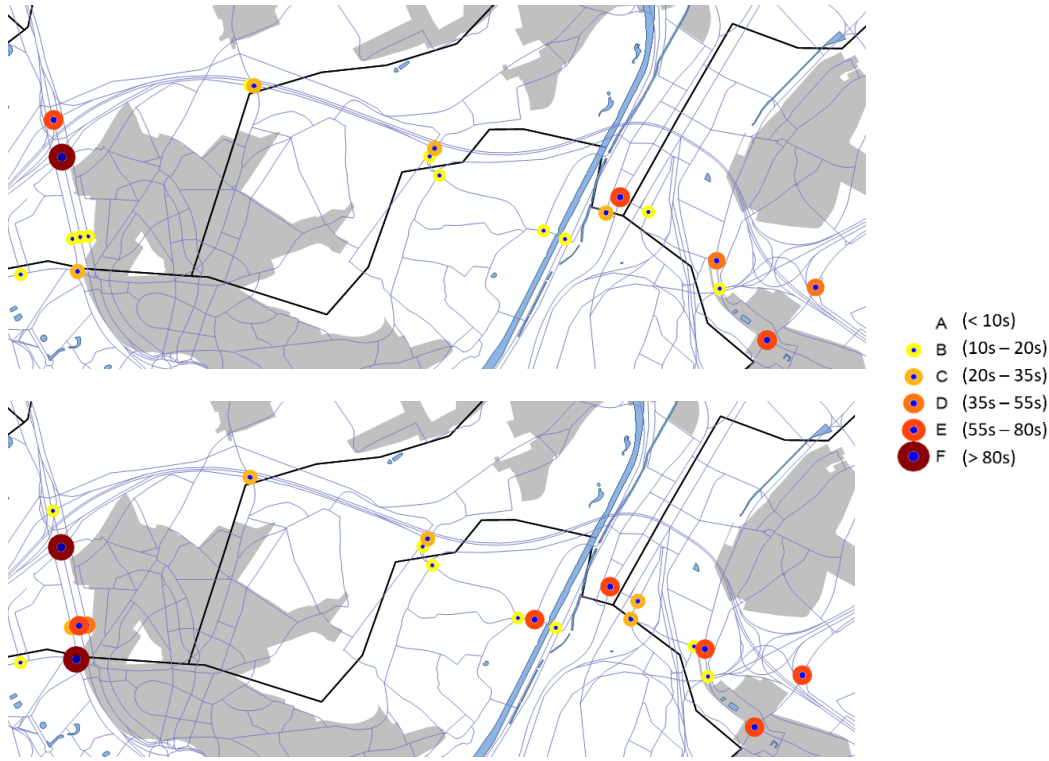 A (< 10s)
B (10s – 20s)
C (20s – 35s)
D (35s – 55s)
E (55s – 80s)
F (> 80s)